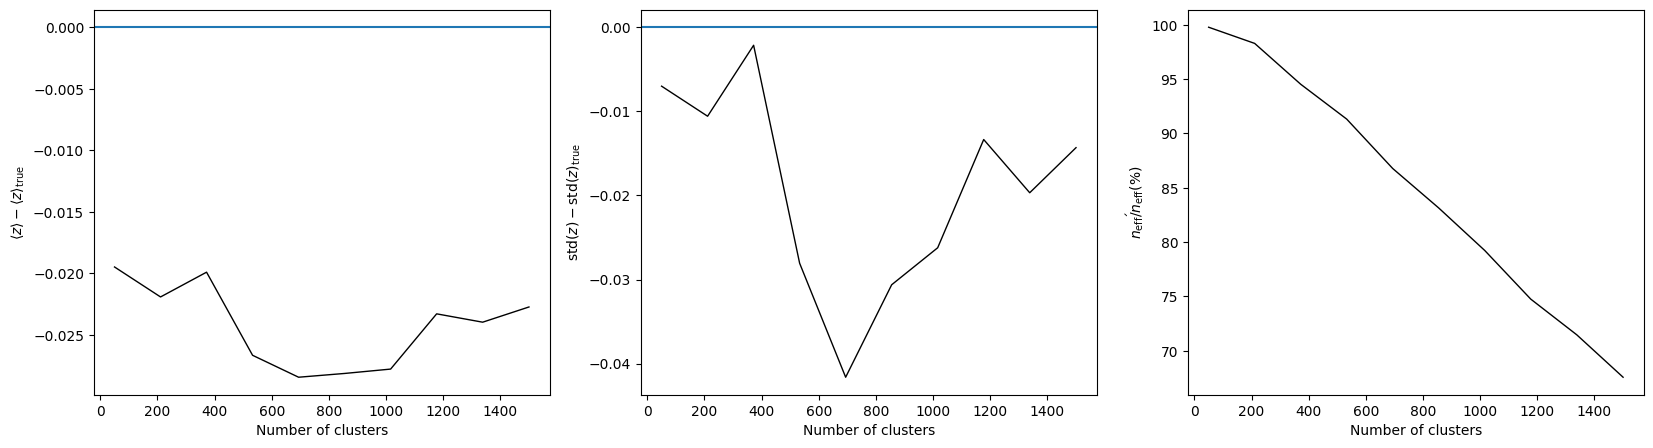 0.000
−0.005
−0.010
−0.015
−0.020
−0.025
⟨z⟩ − ⟨z⟩true
0 200 400 600 800 1000 1200 1400
Number of clusters
0.00
−0.01
−0.02
−0.03
−0.04
std(z) − std(z)true
0 200 400 600 800 1000 1200 1400
Number of clusters
100
95
90
85
80
75
70
neff′/neff(%)
0 200 400 600 800 1000 1200 1400
Number of clusters